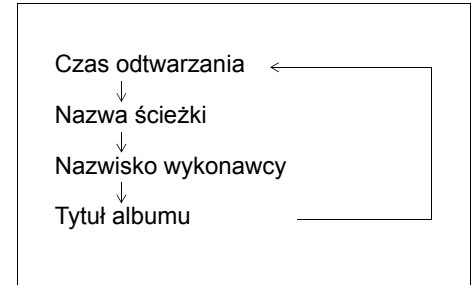 Czas odtwarzania
Nazwa ścieżki
Nazwisko wykonawcy
Tytuł albumu